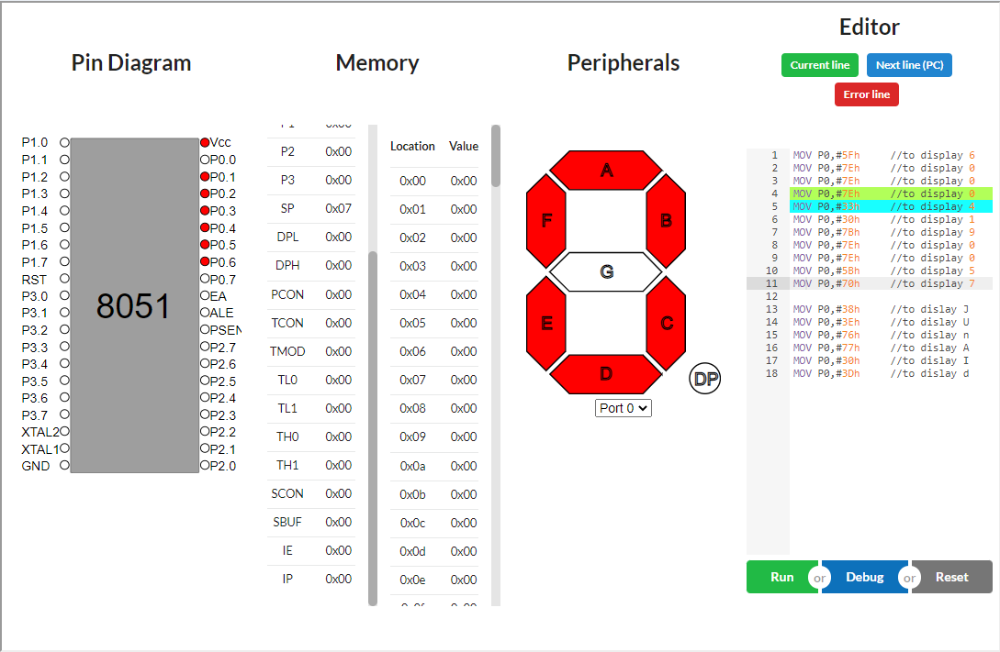 Editor
Pin Diagram
Memory
Peripherals
Current line
Next line (PC)
Error line
P1.0
P1.1
P1.2
P1.3
P1.4
P1.5
P1.6
P1.7
RST
P3.0
P3.1
P3.2
P3.3
P3.4
P3.5
P3.6
P3.7
XTAL2
XTAL1
GND
8051
Vcc
P0.0
P0.1
P0.2
P0.3
P0.4
P0.5
P0.6
P0.7
EA
ALE
PSEN
P2.7
P2.6
P2.5
P2.4
P2.3
P2.2
P2.1
P2.0
P1 0x00
P2 0x00
P3 0x00
SP 0x07
DPL 0x00
DPH 0x00
PCON 0x00
TCON 0x00
TMOD 0x00
TL0 0x00
TL1 0x00
TH0 0x00
TH1 0x00
SCON 0x00
SBUF 0x00
IE 0x00
IP 0x00
Location Value
0x00 0x00
0x01 0x00
0x02 0x00
0x03 0x00
0x04 0x00
0x05 0x00
0x06 0x00
0x07 0x00
0x08 0x00
0x09 0x00
0x0a 0x00
0x0b 0x00
0x0c 0x00
0x0d 0x00
0x0e 0x00
A
F B
G
E C
D
DP
Port 0
1 MOV P0,#5Fh //to display 6
2 MOV P0,#7Eh //to display 0
3 MOV P0,#7Eh //to display 0
4 MOV P0,#7Eh //to display 0
5 MOV P0,#33h //to display 4
6 MOV P0,#30h //to display 1
7 MOV P0,#7Bh //to display 9
8 MOV P0,#7Eh //to display 0
9 MOV P0,#7Eh //to display 0
10 MOV P0,#5Bh //to display 5
11 MOV P0,#70h //to display 7
12
13 MOV P0,#38h //to dislay J
14 MOV P0,#3Eh //to dislay U
15 MOV P0,#76h //to dislay n
16 MOV P0,#77h //to dislay A
17 MOV P0,#30h //to dislay I
18 MOV P0,#3Dh //to dislay d
Run or Debug or Reset